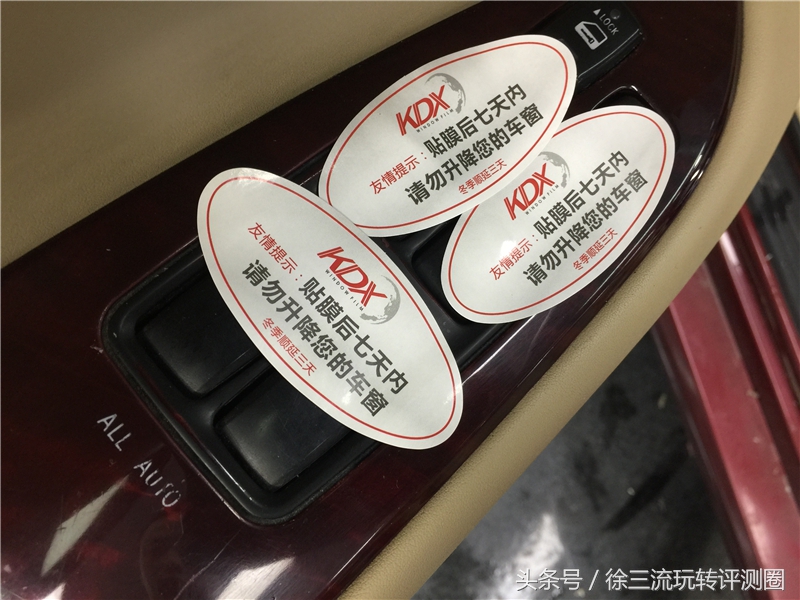 LOCK
KDX
WINDOW FILM
友情提示：贴膜后七天内
请勿升降您的车窗
冬季顺延三天
KDX
WINDOW FILM
友情提示：贴膜后七天内
请勿升降您的车窗
冬季顺延三天
KDX
WINDOW FILM
友情提示：贴膜后七天内
请勿升降您的车窗
冬季顺延三天
ALL AUTO
头条号 / 徐三流玩转评测圈